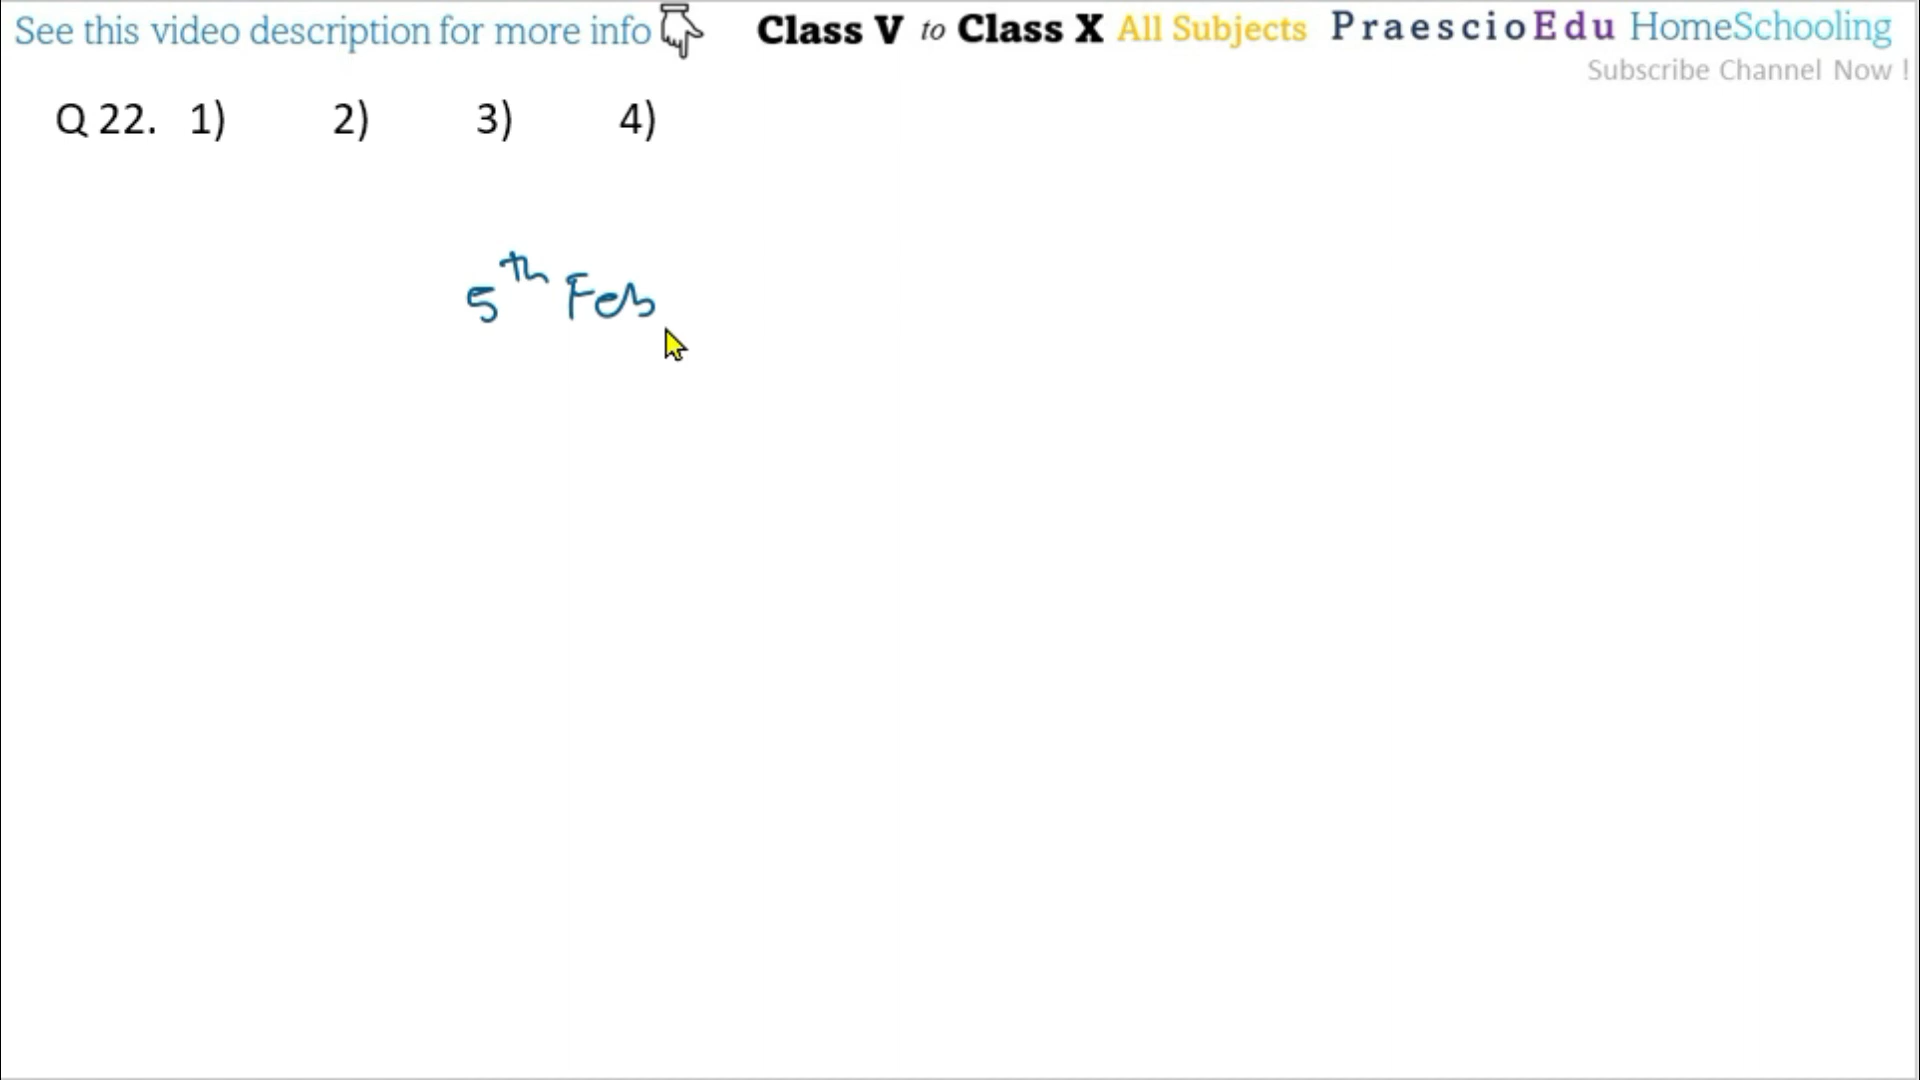 See this video description for more info Class V to Class X All Subjects PraescioEdu HomeSchooling
Subscribe Channel Now !
Q 22. 1) 2) 3) 4)
5th Feb